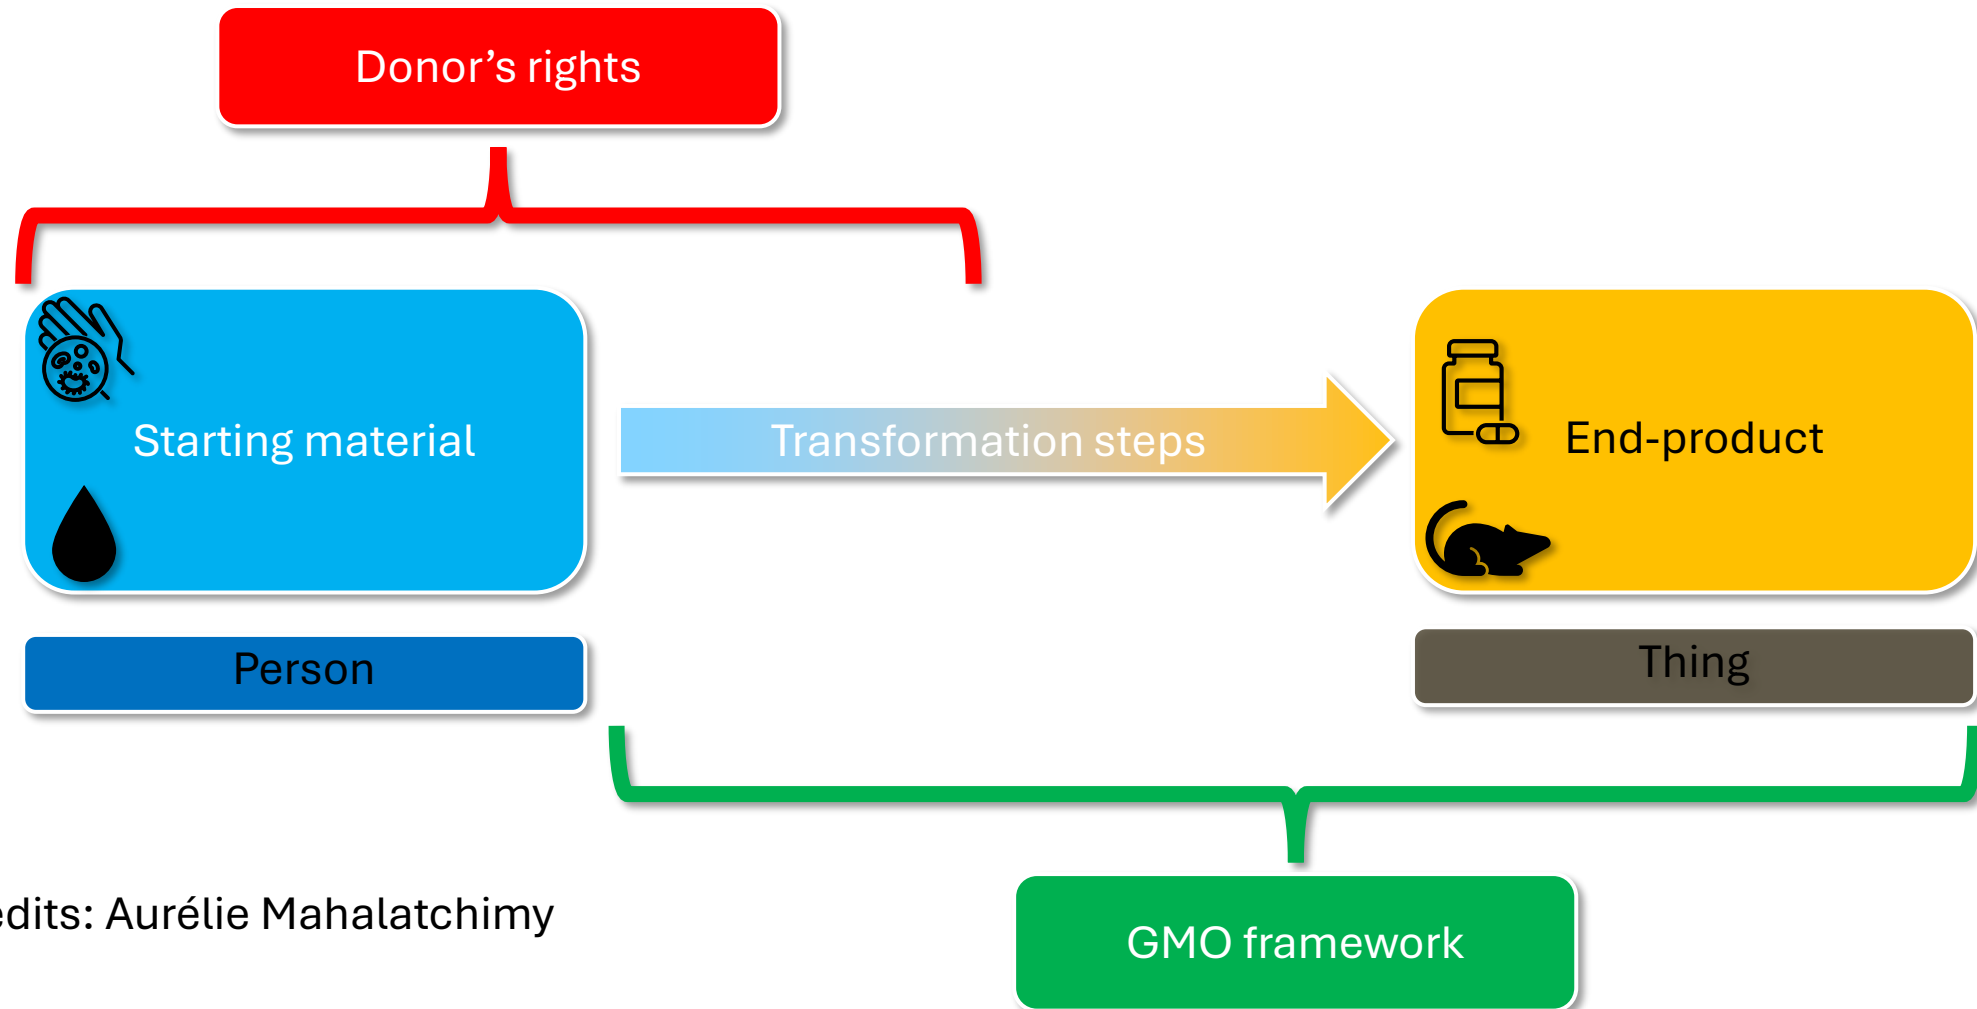 Donor’s rights
Starting material
Transformation steps
End-product
Person
Thing
edits: Aurélie Mahalatchimy
GMO framework